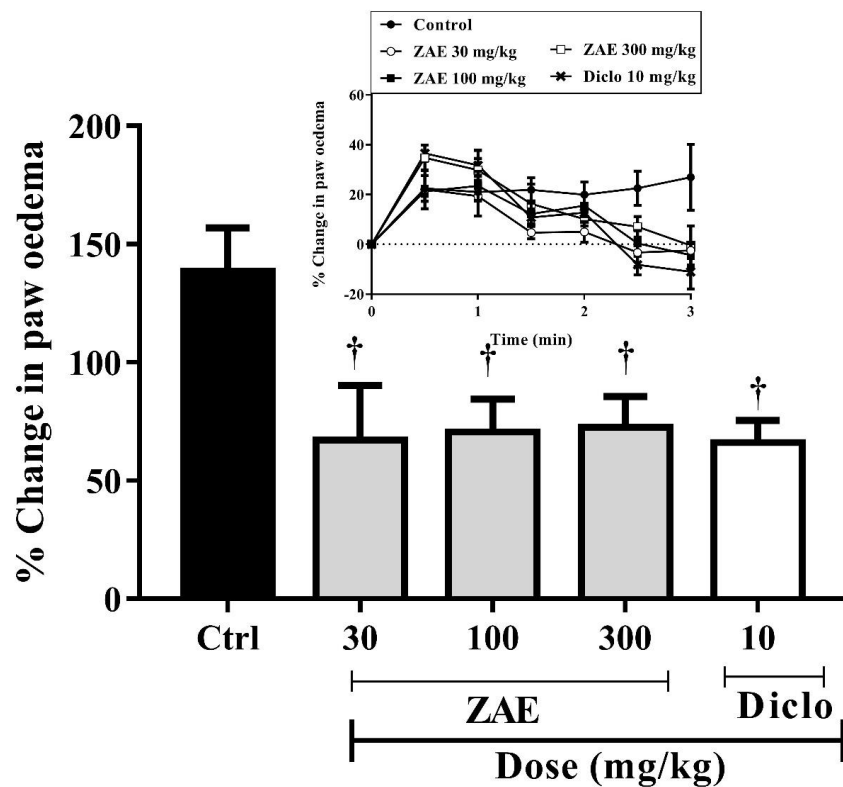 Control
ZAE 30 mg/kg
ZAE 300 mg/kg
ZAE 100 mg/kg
Diclo 10 mg/kg
% Change in paw oedema
60
40
20
0
-20
0 1 2 3
Time (min)
% Change in paw oedema
200
150
100
50
0
† † † †
Ctrl 30 100 300 10
ZAE Diclo
Dose (mg/kg)